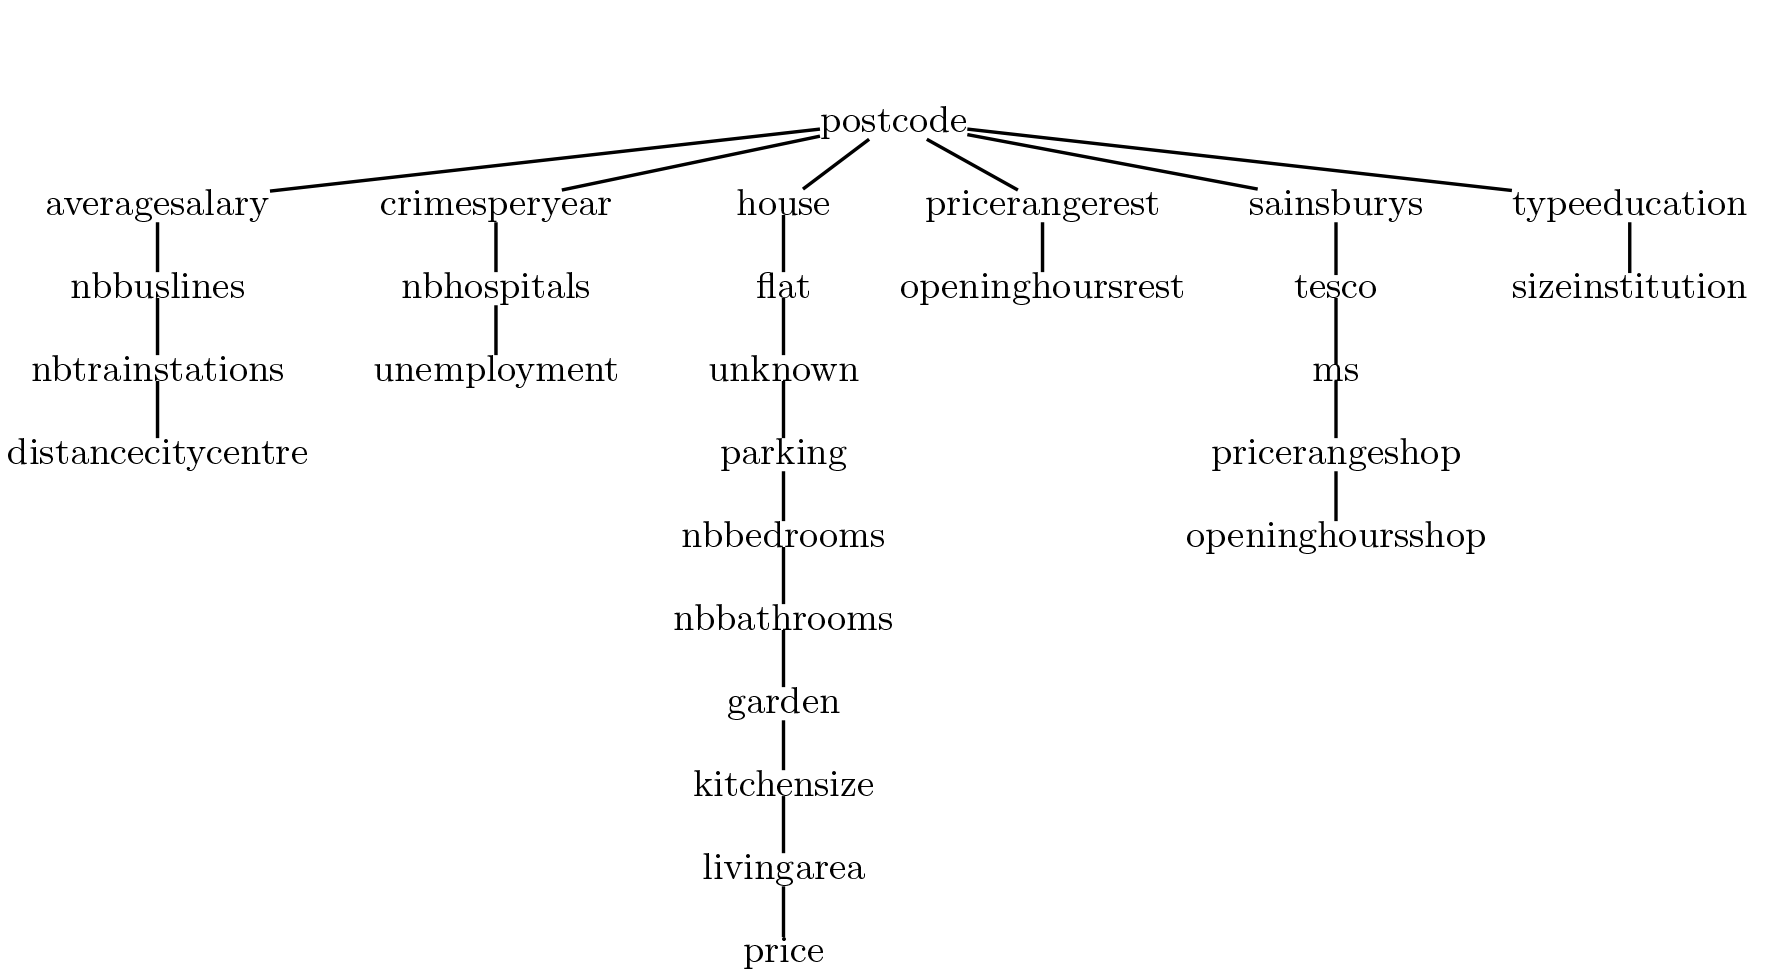 postcode
averagesalary crimesperyear house pricerangerest sainsburys typeeducation
nbbuslines nbhospitals flat openinghoursrest tesco sizeinstitution
nbtrainstations unemployment unknown ms
distancecitycentre parking pricerangeshop
nbbedrooms openinghoursshop
nbbathrooms
garden
kitchensize
livingarea
price